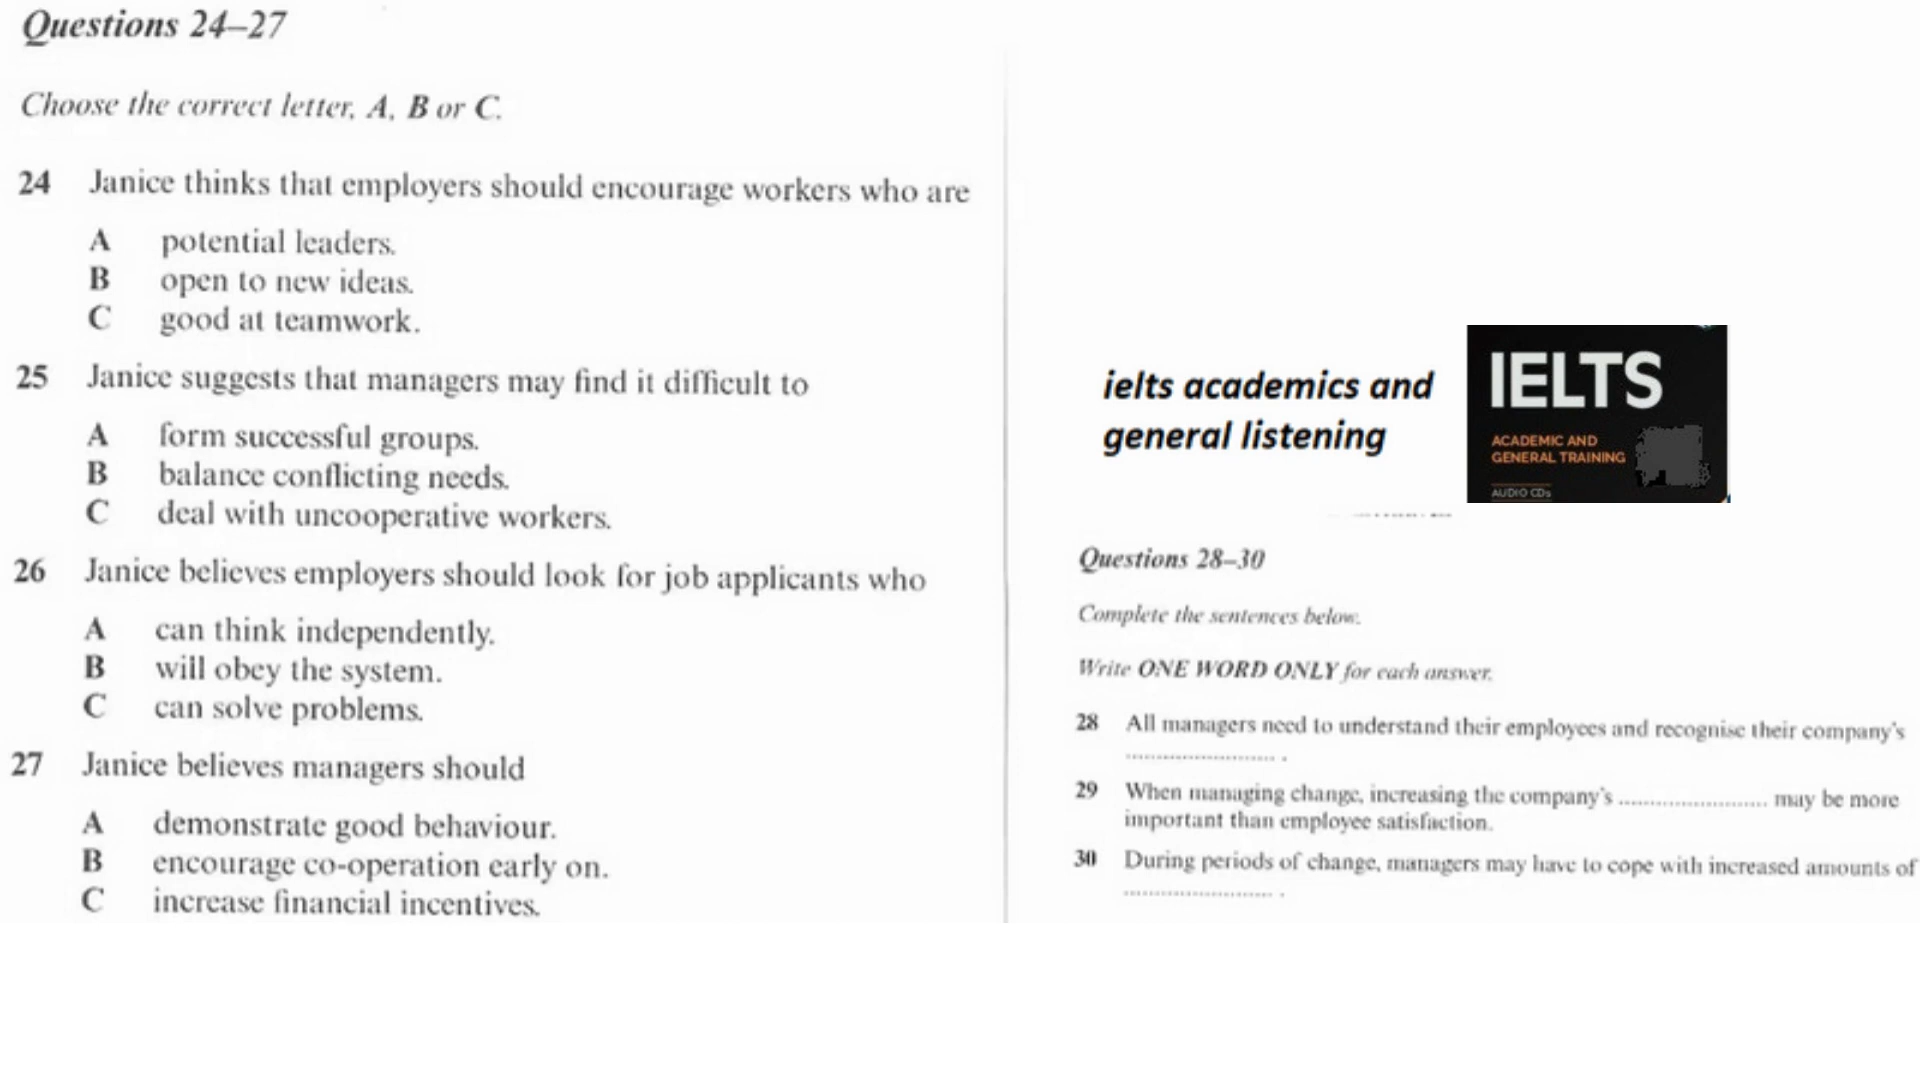 Questions 24–27
Choose the correct letter, A, B or C.
24 Janice thinks that employers should encourage workers who are
A potential leaders.
B open to new ideas.
C good at teamwork.
25 Janice suggests that managers may find it difficult to
A form successful groups.
B balance conflicting needs.
C deal with uncooperative workers.
26 Janice believes employers should look for job applicants who
A can think independently.
B will obey the system.
C can solve problems.
27 Janice believes managers should
A demonstrate good behaviour.
B encourage co-operation early on.
C increase financial incentives.
ielts academics and
general listening
IELTS
ACADEMIC AND
GENERAL TRAINING
AUDIO CDs
Questions 28–30
Complete the sentences below.
Write ONE WORD ONLY for each answer.
28 All managers need to understand their employees and recognise their company's
.......................... .
29 When managing change, increasing the company's .......................... may be more
important than employee satisfaction.
30 During periods of change, managers may have to cope with increased amounts of
.......................... .